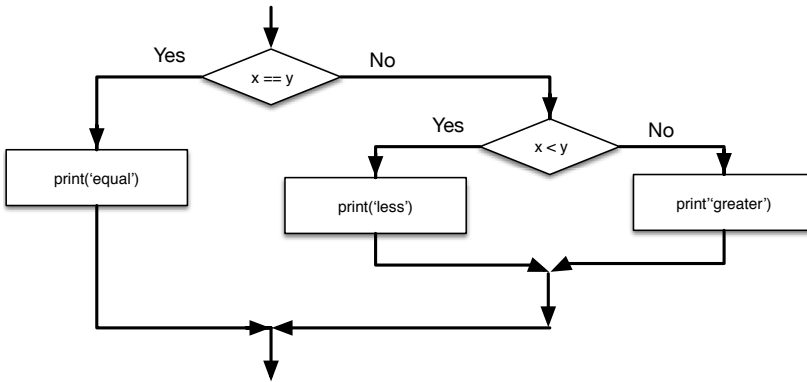 Yes
No
x == y
Yes
No
x < y
print(‘equal’)
print(‘less’)
print’‘greater’)